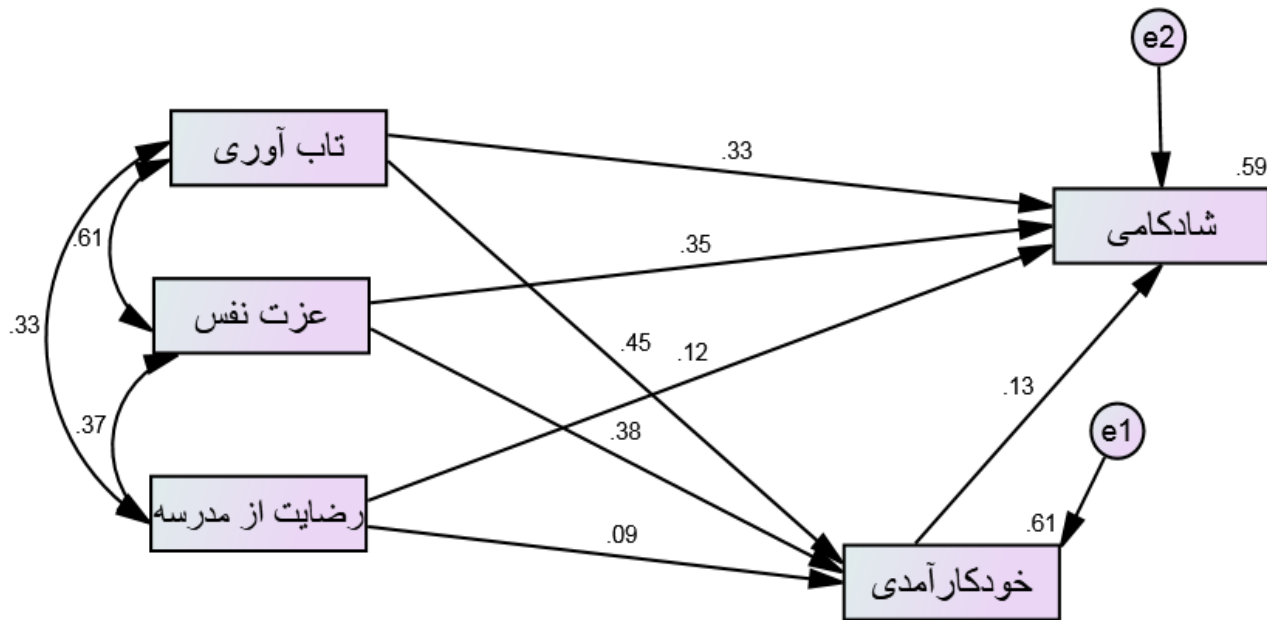 e2
تاب آوری
.33
.59
شادکامی
.61
.35
عزت نفس
.33
.45
.12
.13
.37
.38
e1
رضایت از مدرسه
.09
.61
خودکارآمدی